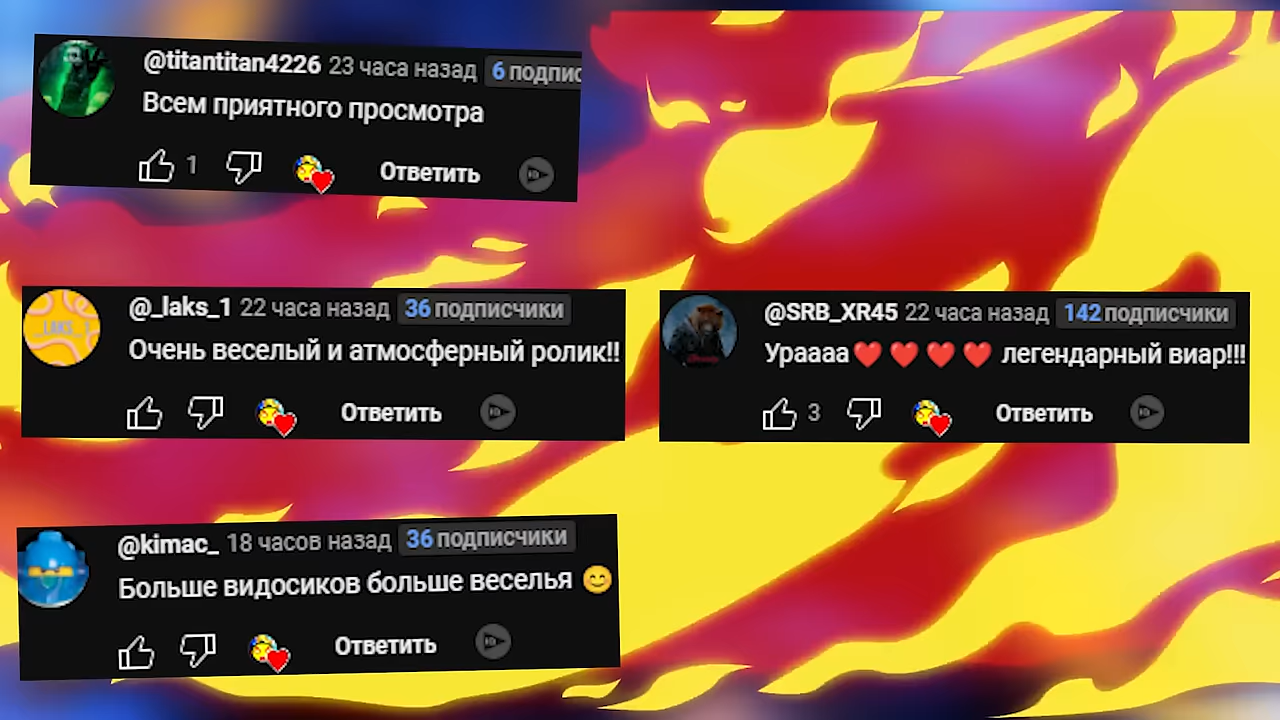 @titantitan4226 23 часа назад 6 подпис
Всем приятного просмотра
1 Ответить
@_laks_1 22 часа назад 36 подписчики
Очень веселый и атмосферный ролик!!
Ответить
@SRB_XR45 22 часа назад 142 подписчики
Ураааа❤️❤️❤️❤️ легендарный виар!!!
3 Ответить
@kimac_ 18 часов назад 36 подписчики
Больше видосиков больше веселья 😊
Ответить